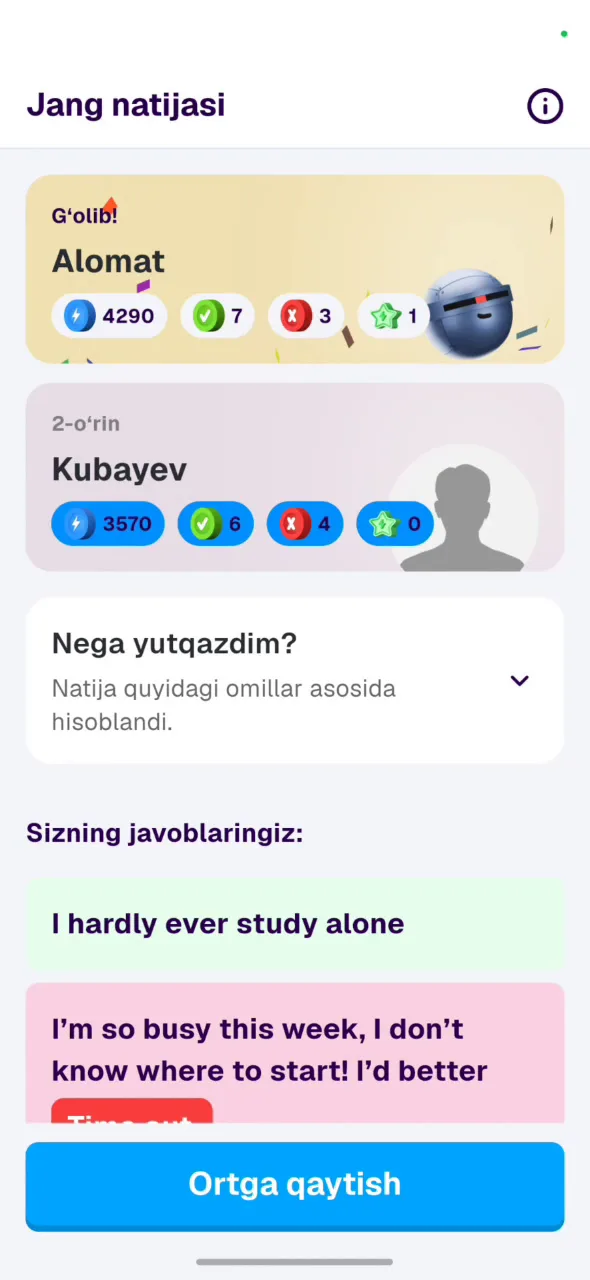 Jang natijasi
G‘olib!
Alomat
4290 7 3 1
2-o‘rin
Kubayev
3570 6 4 0
Nega yutqazdim?
Natija quyidagi omillar asosida
hisoblandi.
Sizning javoblaringiz:
I hardly ever study alone
I’m so busy this week, I don’t
know where to start! I’d better
Time out
Ortga qaytish